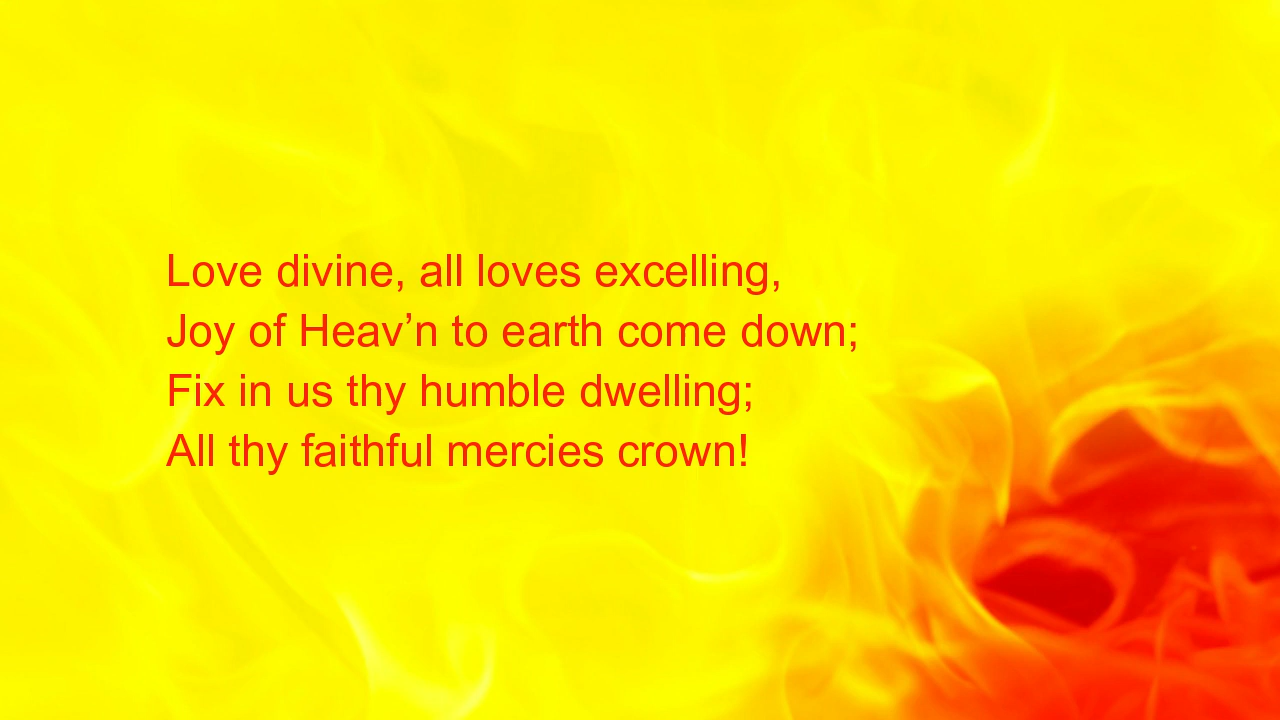 Love divine, all loves excelling,
Joy of Heav’n to earth come down;
Fix in us thy humble dwelling;
All thy faithful mercies crown!